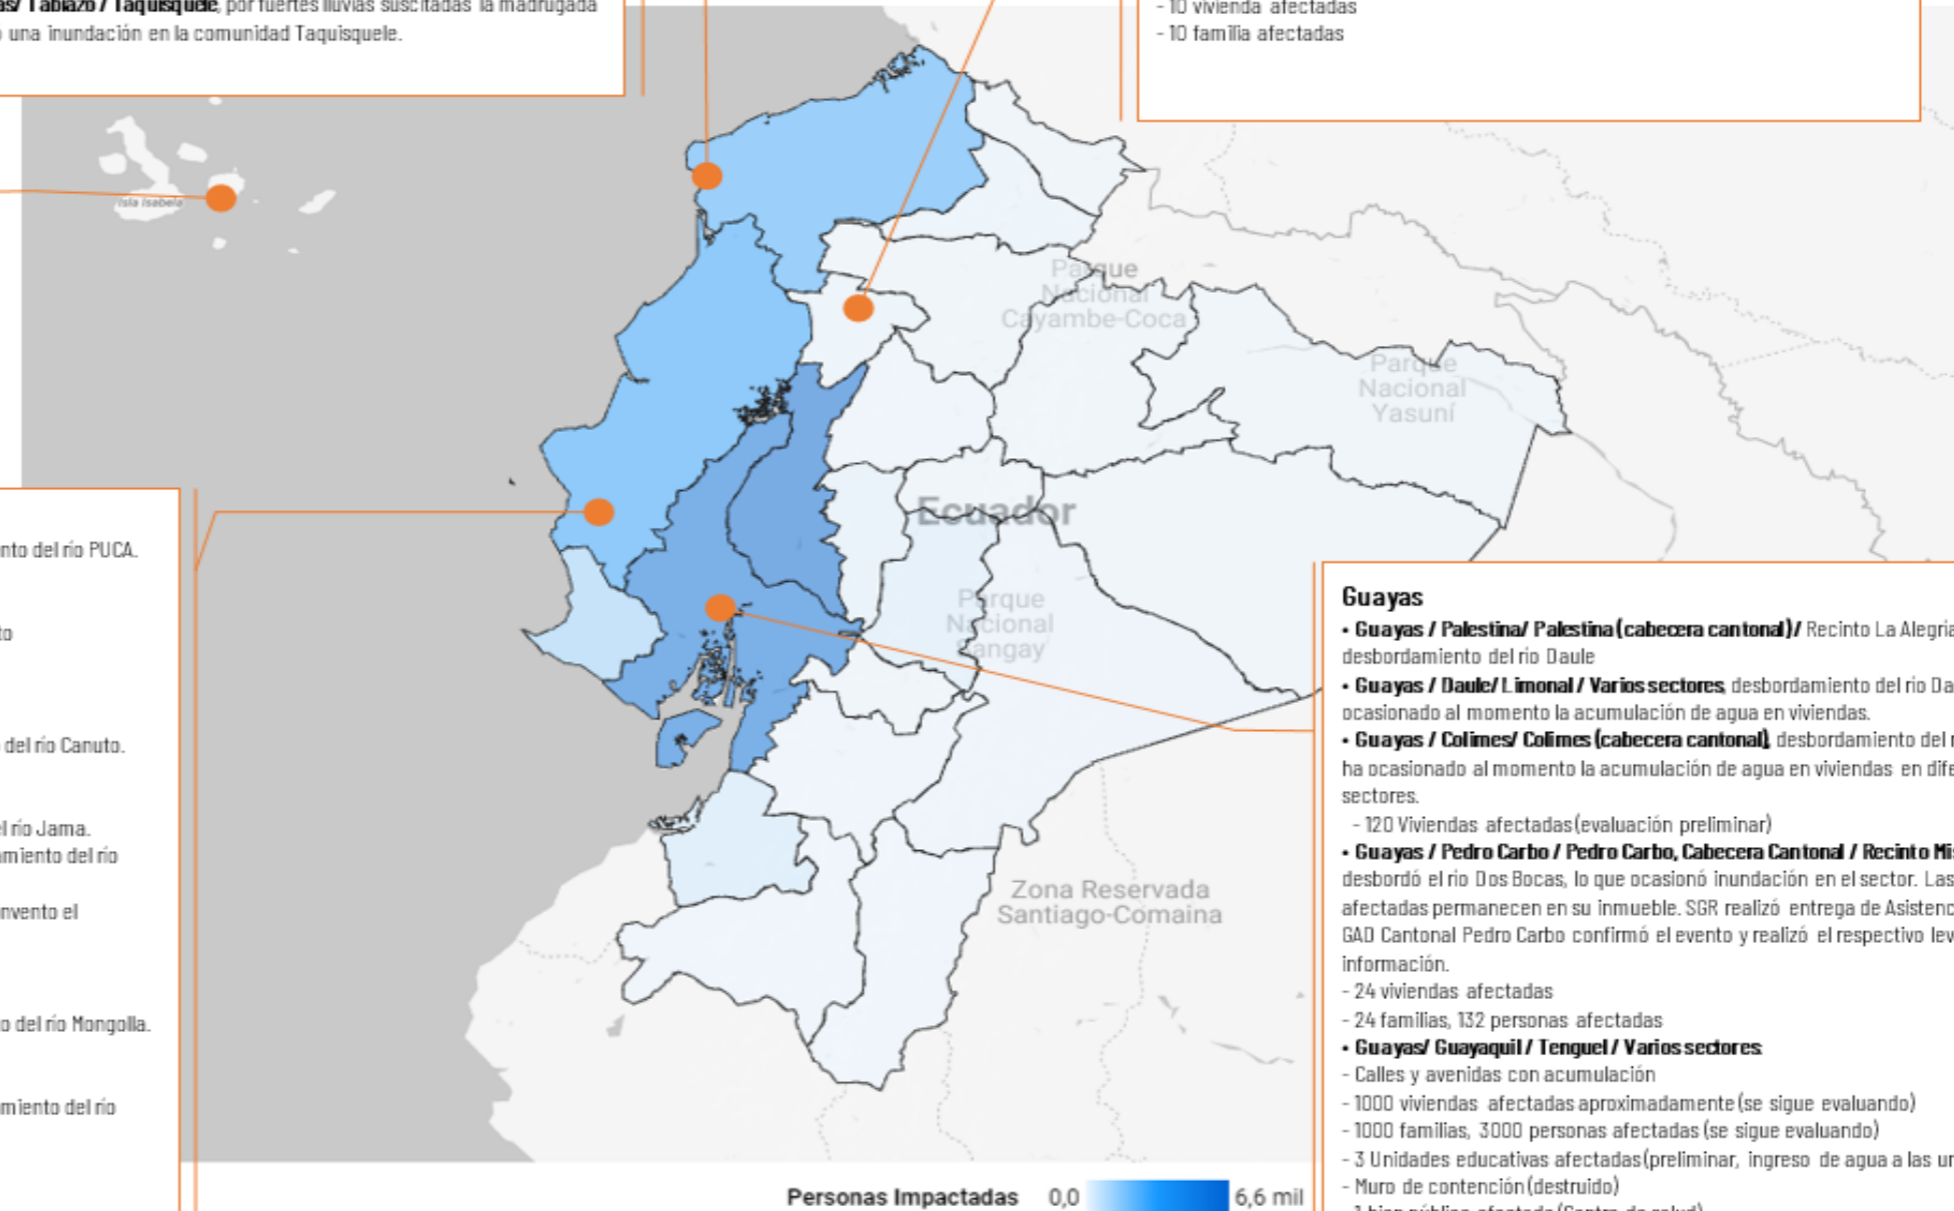 as/ Tabiazo / Taquisquele, por fuertes lluvias suscitadas la madrugada
una inundación en la comunidad Taquisquele.
- 10 vivienda afectadas
- 10 familia afectadas
Isla Isabela
Parque
Nacional
Cayambe-Coca
Parque
Nacional
Yasuní
Ecuador
Parque
Nacional
Sangay
Zona Reservada
Santiago-Comaina
nto del río PUCA.
to
del río Canuto.
el río Jama.
amiento del río
nvento el
o del río Mongolla.
miento del río
Guayas
• Guayas / Palestina/ Palestina (cabecera cantonal)/ Recinto La Alegría
desbordamiento del río Daule
• Guayas / Daule/ Limonal / Varios sectores, desbordamiento del río Da
ocasionado al momento la acumulación de agua en viviendas.
• Guayas / Colimes/ Colimes (cabecera cantonal), desbordamiento del r
ha ocasionado al momento la acumulación de agua en viviendas en dife
sectores.
- 120 Viviendas afectadas (evaluación preliminar)
• Guayas / Pedro Carbo / Pedro Carbo, Cabecera Cantonal / Recinto Mis
desbordó el río Dos Bocas, lo que ocasionó inundación en el sector. Las
afectadas permanecen en su inmueble. SGR realizó entrega de Asistenc
GAD Cantonal Pedro Carbo confirmó el evento y realizó el respectivo lev
información.
- 24 viviendas afectadas
- 24 familias, 132 personas afectadas
• Guayas/ Guayaquil / Tenguel / Varios sectores:
- Calles y avenidas con acumulación
- 1000 viviendas afectadas aproximadamente (se sigue evaluando)
- 1000 familias, 3000 personas afectadas (se sigue evaluando)
- 3 Unidades educativas afectadas (preliminar, ingreso de agua a las un
- Muro de contención (destruido)
- 1 bien público afectado (Centro de salud)
Personas Impactadas 0,0 6,6 mil